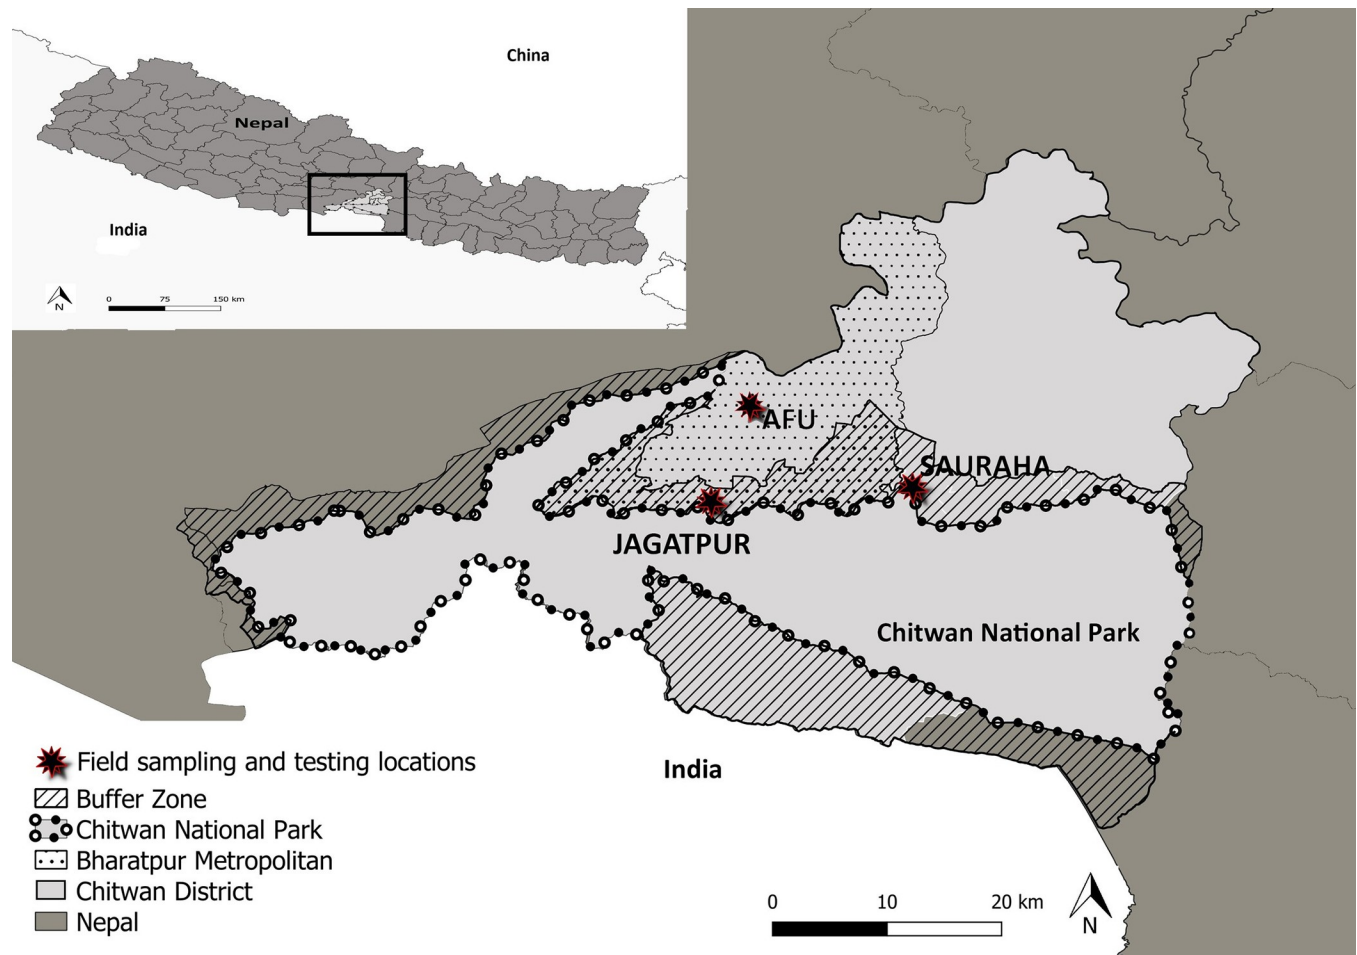 China
Nepal
India
N
0 75 150 km
AFU
SAURAHA
JAGATPUR
Chitwan National Park
India
Field sampling and testing locations
Buffer Zone
Chitwan National Park
Bharatpur Metropolitan
Chitwan District
Nepal
0 10 20 km
N